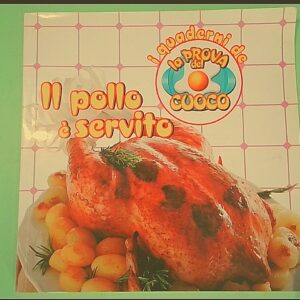 i quaderni de
la PROVA
del
CUOCO
Il pollo
è servito